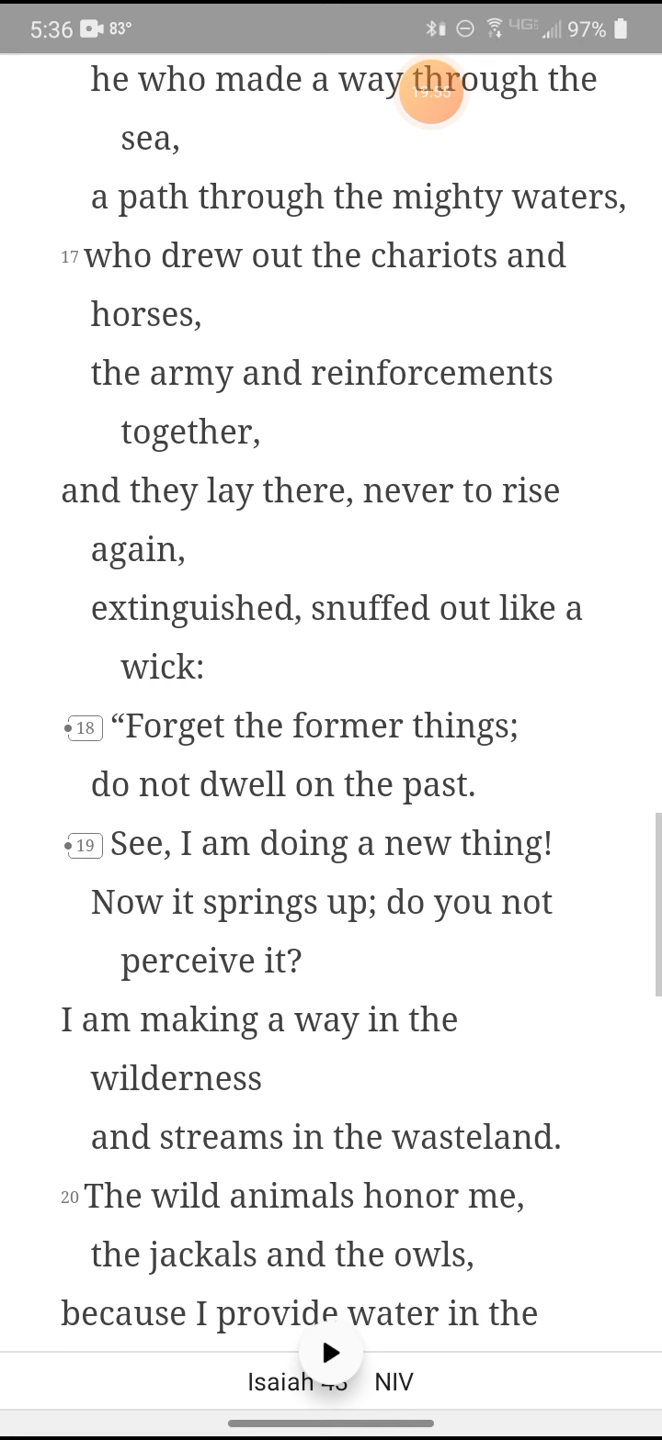 5:36 83° 4G 97%
he who made a way through the
sea,
a path through the mighty waters,
17 who drew out the chariots and
horses,
the army and reinforcements
together,
and they lay there, never to rise
again,
extinguished, snuffed out like a
wick:
18 “Forget the former things;
do not dwell on the past.
19 See, I am doing a new thing!
Now it springs up; do you not
perceive it?
I am making a way in the
wilderness
and streams in the wasteland.
20 The wild animals honor me,
the jackals and the owls,
because I provide water in the
Isaiah 43 NIV